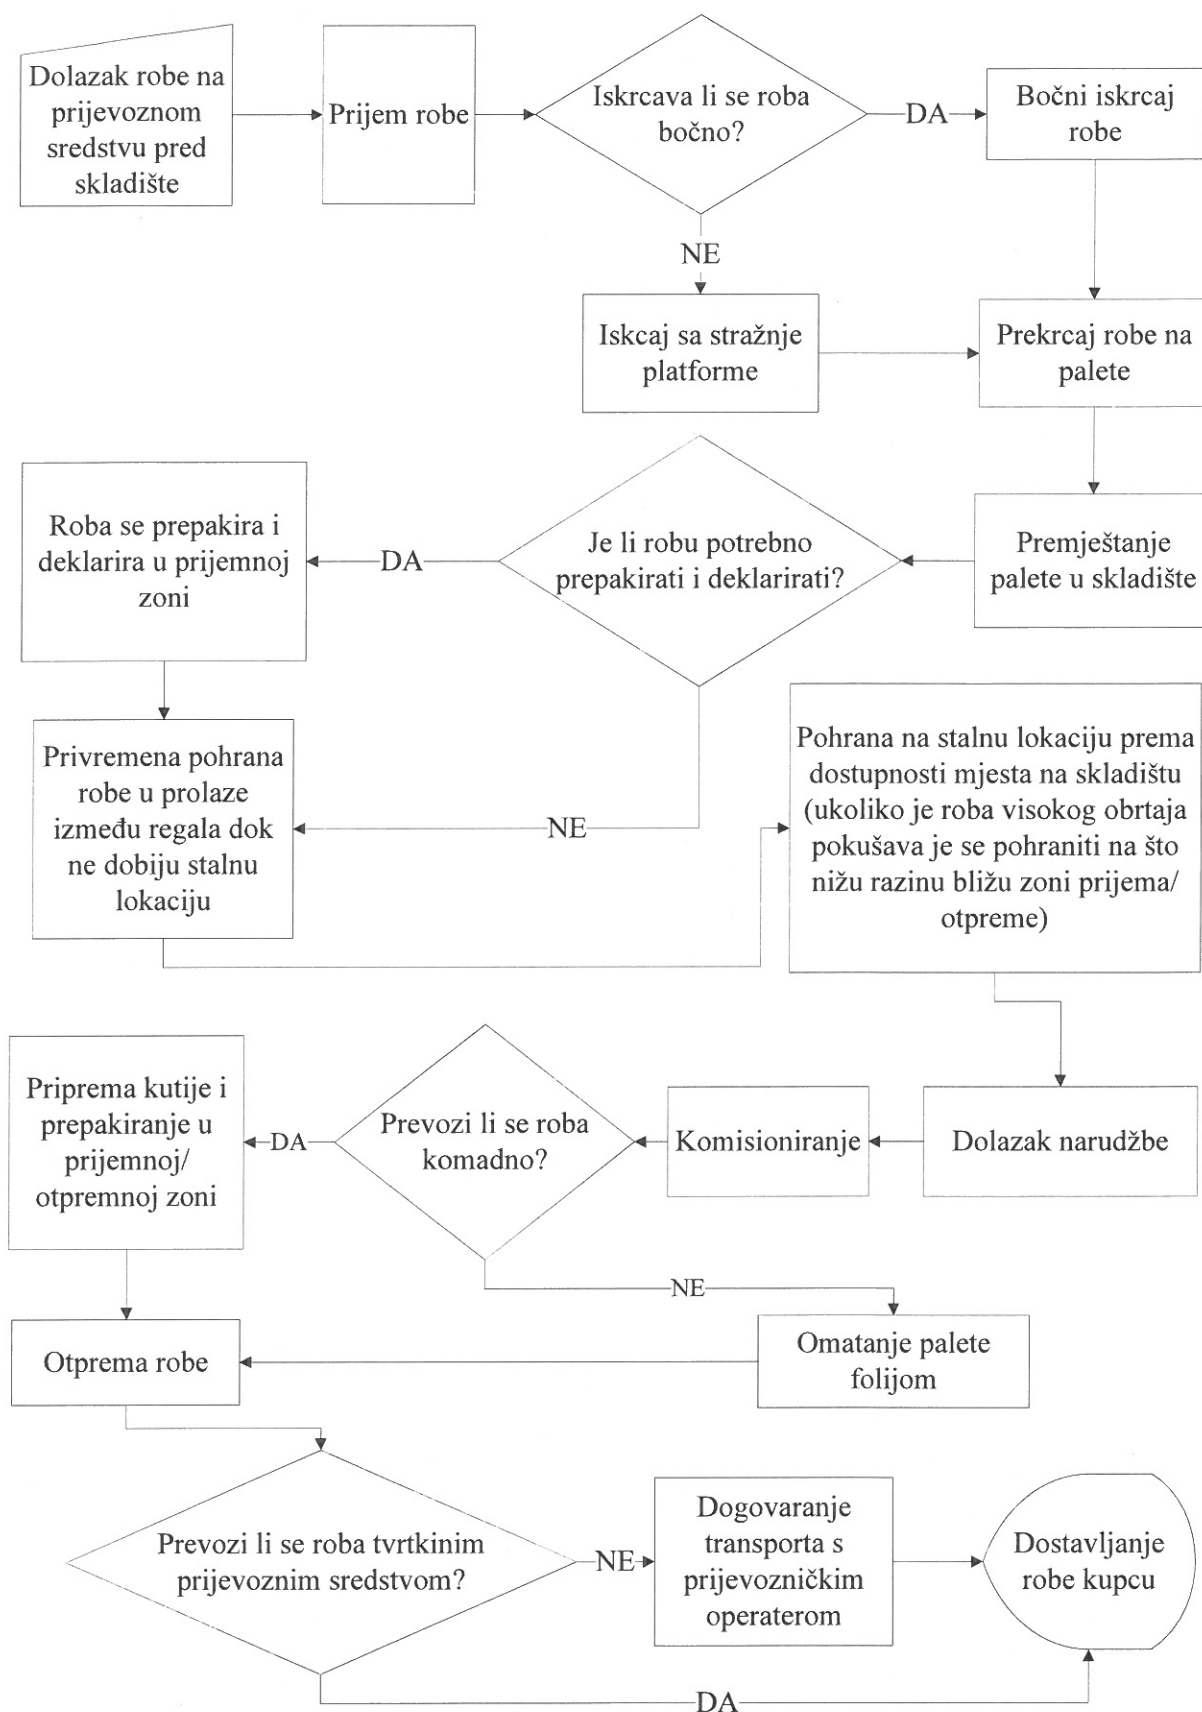 Dolazak robe na
prijevoznom
sredstvu pred
skladište
Prijem robe
Iskrcava li se roba
bočno?
DA
Bočni iskrcaj
robe
NE
Iskcaj sa stražnje
platforme
Prekrcaj robe na
palete
Premještanje
palete u skladište
Je li robu potrebno
prepakirati i deklarirati?
DA
Roba se prepakira i
deklarira u prijemnoj
zoni
NE
Privremena pohrana
robe u prolaze
između regala dok
ne dobiju stalnu
lokaciju
Pohrana na stalnu lokaciju prema
dostupnosti mjesta na skladištu
(ukoliko je roba visokog obrtaja
pokušava je se pohraniti na što
nižu razinu bližu zoni prijema/
otpreme)
Dolazak narudžbe
Komisioniranje
Prevozi li se roba
komadno?
DA
Priprema kutije i
prepakiranje u
prijemnoj/
otpremnoj zoni
NE
Omatanje palete
folijom
Otprema robe
Prevozi li se roba tvrtkinim
prijevoznim sredstvom?
NE
Dogovaranje
transporta s
prijevozničkim
operaterom
Dostavljanje
robe kupcu
DA